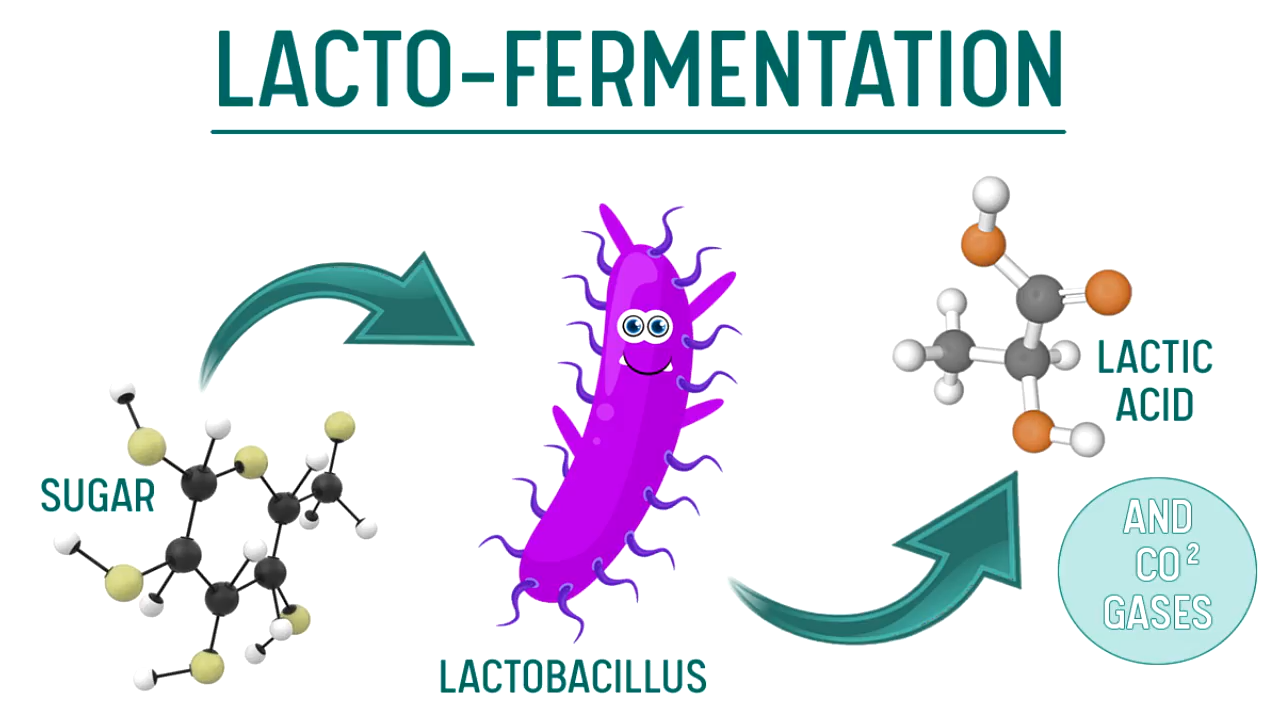 LACTO-FERMENTATION
SUGAR
LACTOBACILLUS
LACTIC
ACID
AND
CO²
GASES